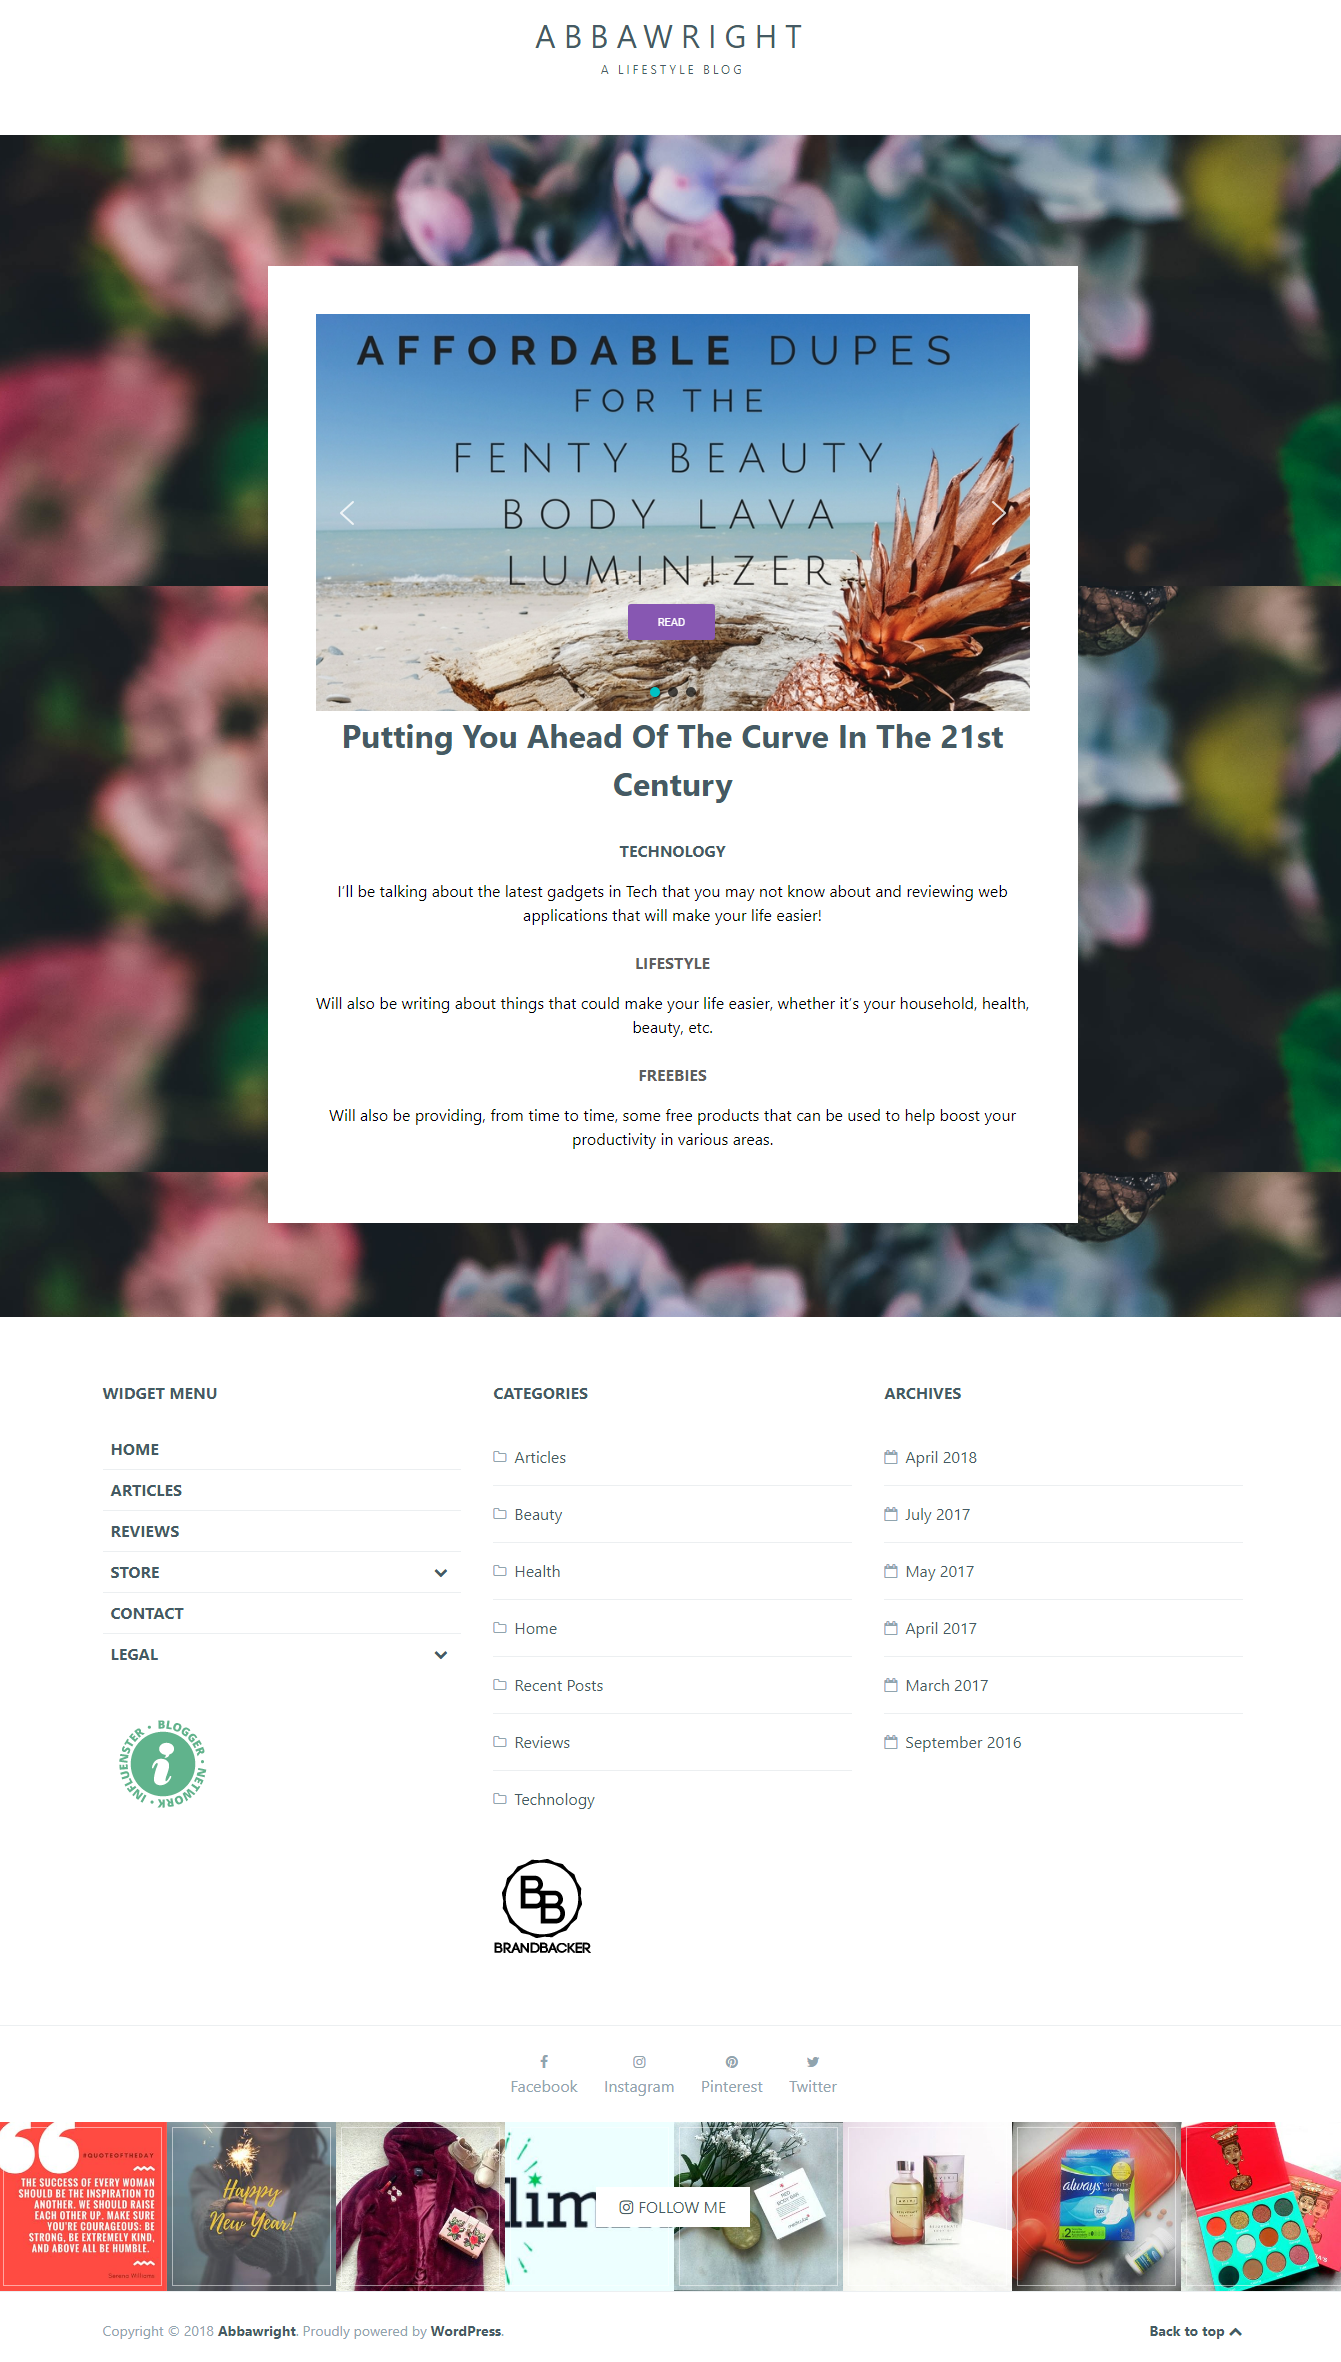 ABBAWRIGHT
A LIFESTYLE BLOG
AFFORDABLE DUPES
FOR THE
FENTY BEAUTY
BODY LAVA
LUMINIZER
READ
Putting You Ahead Of The Curve In The 21st
Century
TECHNOLOGY
I'll be talking about the latest gadgets in Tech that you may not know about and reviewing web
applications that will make your life easier!
LIFESTYLE
Will also be writing about things that could make your life easier, whether it's your household, health,
beauty, etc.
FREEBIES
Will also be providing, from time to time, some free products that can be used to help boost your
productivity in various areas.
WIDGET MENU
HOME
ARTICLES
REVIEWS
STORE
CONTACT
LEGAL
INFLUENSTER • BLOGGER • NETWORK •
i
CATEGORIES
Articles
Beauty
Health
Home
Recent Posts
Reviews
Technology
BB
BRANDBACKER
ARCHIVES
April 2018
July 2017
May 2017
April 2017
March 2017
September 2016
Facebook
Instagram
Pinterest
Twitter
#QUOTEOFTHEDAY
THE SUCCESS OF EVERY WOMAN
SHOULD BE THE INSPIRATION TO
ANOTHER. WE SHOULD RAISE
EACH OTHER UP. MAKE SURE
YOU'RE COURAGEOUS: BE
STRONG, BE EXTREMELY KIND,
AND ABOVE ALL BE HUMBLE.
Serena Williams
Happy
New Year!
lim
FOLLOW ME
always
INFINITY
2
Copyright © 2018 Abbawright. Proudly powered by WordPress.
Back to top